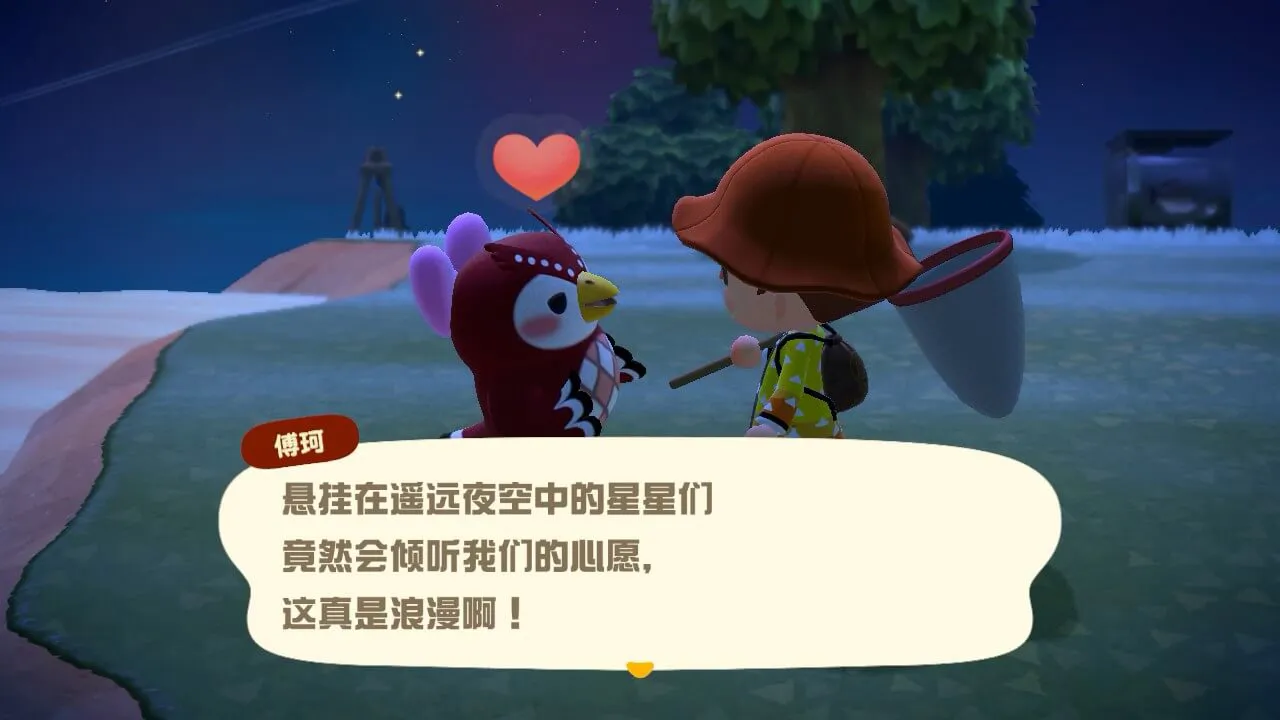 傅珂
悬挂在遥远夜空中的星星们
竟然会倾听我们的心愿，
这真是浪漫啊！